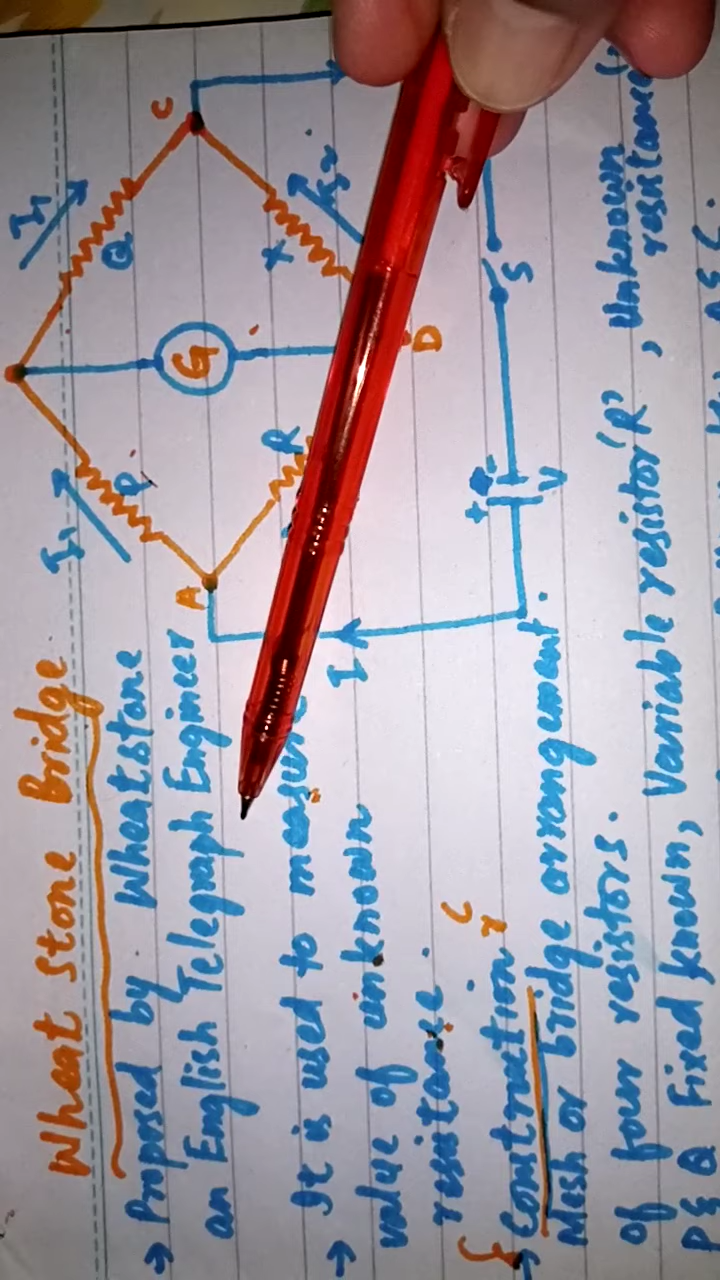 Wheat Stone Bridge
→ Proposed by Wheatstone
an English Telegraph Engineer
→ It is used to measure
value of unknown
resistance.
Construction
Mesh or bridge arrangement.
of four resistors.
P & Q Fixed known, Variable resistor 'R', Unknown
resistance
I1
P
I1
Q
C
X
G
D
R
A
I
+
-
V
S